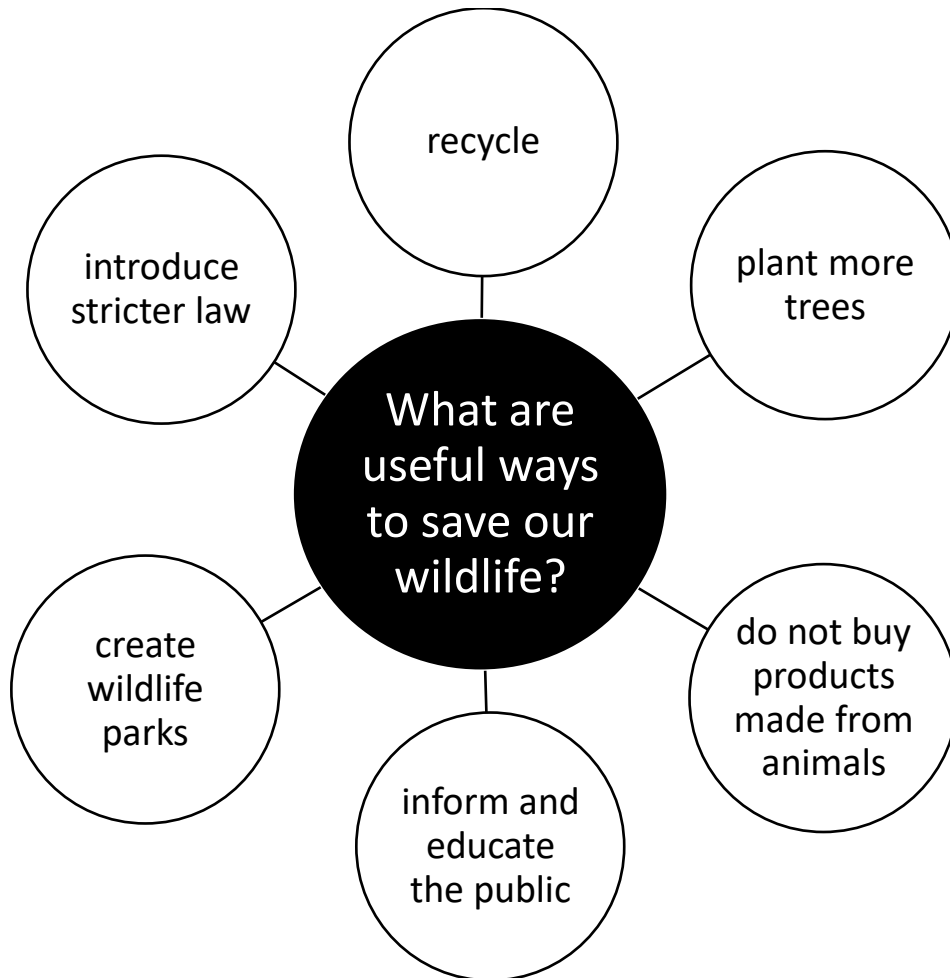 recycle
plant more
trees
do not buy
products
made from
animals
inform and
educate
the public
create
wildlife
parks
introduce
stricter law
What are
useful ways
to save our
wildlife?